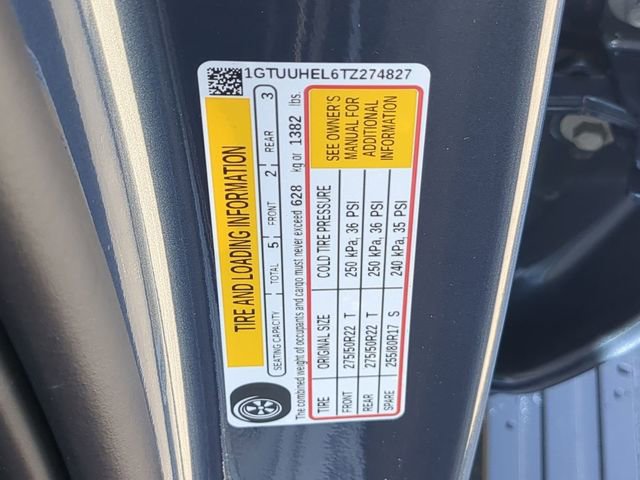 1GTUUHEL6TZ274827
TIRE AND LOADING INFORMATION
SEATING CAPACITY TOTAL 5 FRONT 2 REAR 3
The combined weight of occupants and cargo must never exceed 628 kg or 1382 lbs.
TIRE ORIGINAL SIZE COLD TIRE PRESSURE
FRONT 275/50R22 T 250 kPa, 36 PSI
REAR 275/50R22 T 250 kPa, 36 PSI
SPARE 255/80R17 S 240 kPa, 35 PSI
SEE OWNER'S
MANUAL FOR
ADDITIONAL
INFORMATION